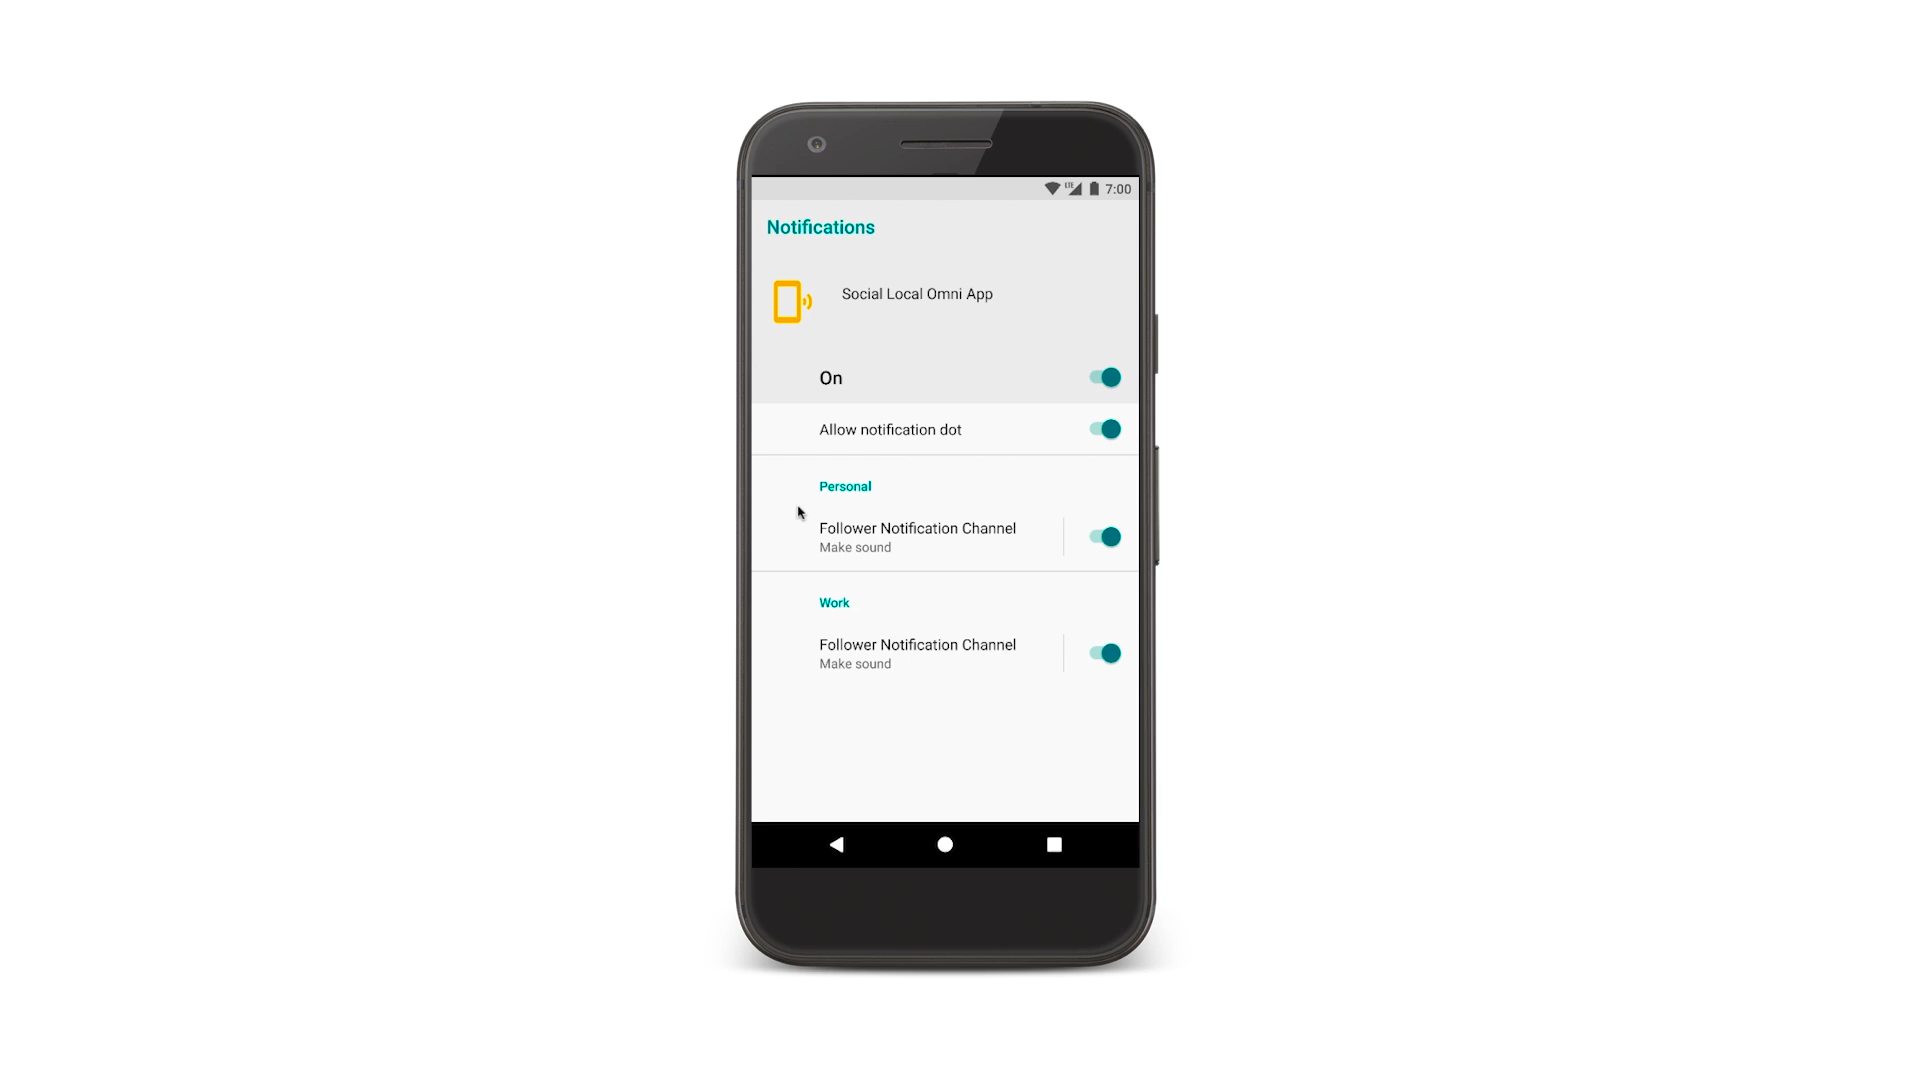 LTE 7:00
Notifications
Social Local Omni App
On
Allow notification dot
Personal
Follower Notification Channel
Make sound
Work
Follower Notification Channel
Make sound